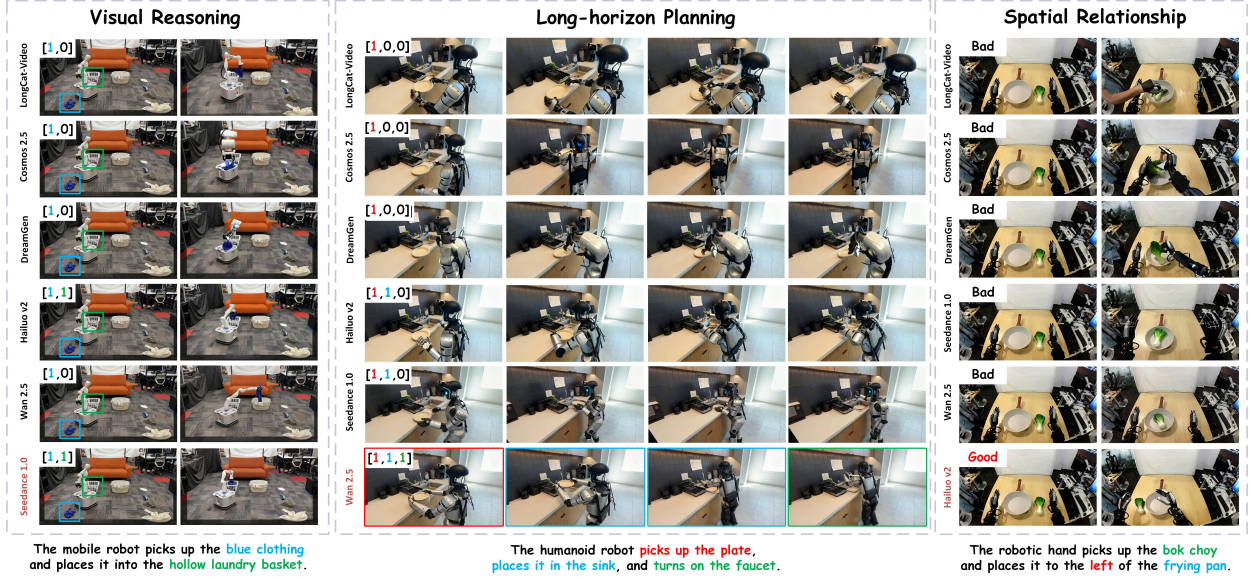 Visual Reasoning
LongCat-Video
[1,0]
Cosmos 2.5
[1,0]
DreamGen
[1,0]
Hailuo v2
[1,1]
Wan 2.5
[1,0]
Seedance 1.0
[1,1]
The mobile robot picks up the blue clothing
and places it into the hollow laundry basket.
Long-horizon Planning
LongCat-Video
[1,0,0]
Cosmos 2.5
[1,0,0]
DreamGen
[1,0,0]
Hailuo v2
[1,1,0]
Seedance 1.0
[1,1,0]
Wan 2.5
[1,1,1]
The humanoid robot picks up the plate,
places it in the sink, and turns on the faucet.
Spatial Relationship
LongCat-Video
Bad
Cosmos 2.5
Bad
DreamGen
Bad
Seedance 1.0
Bad
Wan 2.5
Bad
Hailuo v2
Good
The robotic hand picks up the bok choy
and places it to the left of the frying pan.